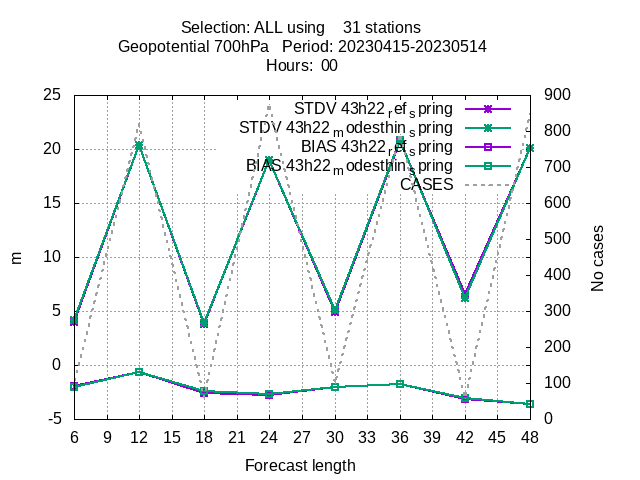 Selection: ALL using    31 stations
Geopotential 700hPa   Period: 20230415-20230514
Hours:  00
STDV 43h22_ref_spring
STDV 43h22_modesthin_spring
BIAS 43h22_ref_spring
BIAS 43h22_modesthin_spring
CASES
25
20
15
10
5
0
-5
m
900
800
700
600
500
400
300
200
100
0
No cases
6 9 12 15 18 21 24 27 30 33 36 39 42 45 48
Forecast length